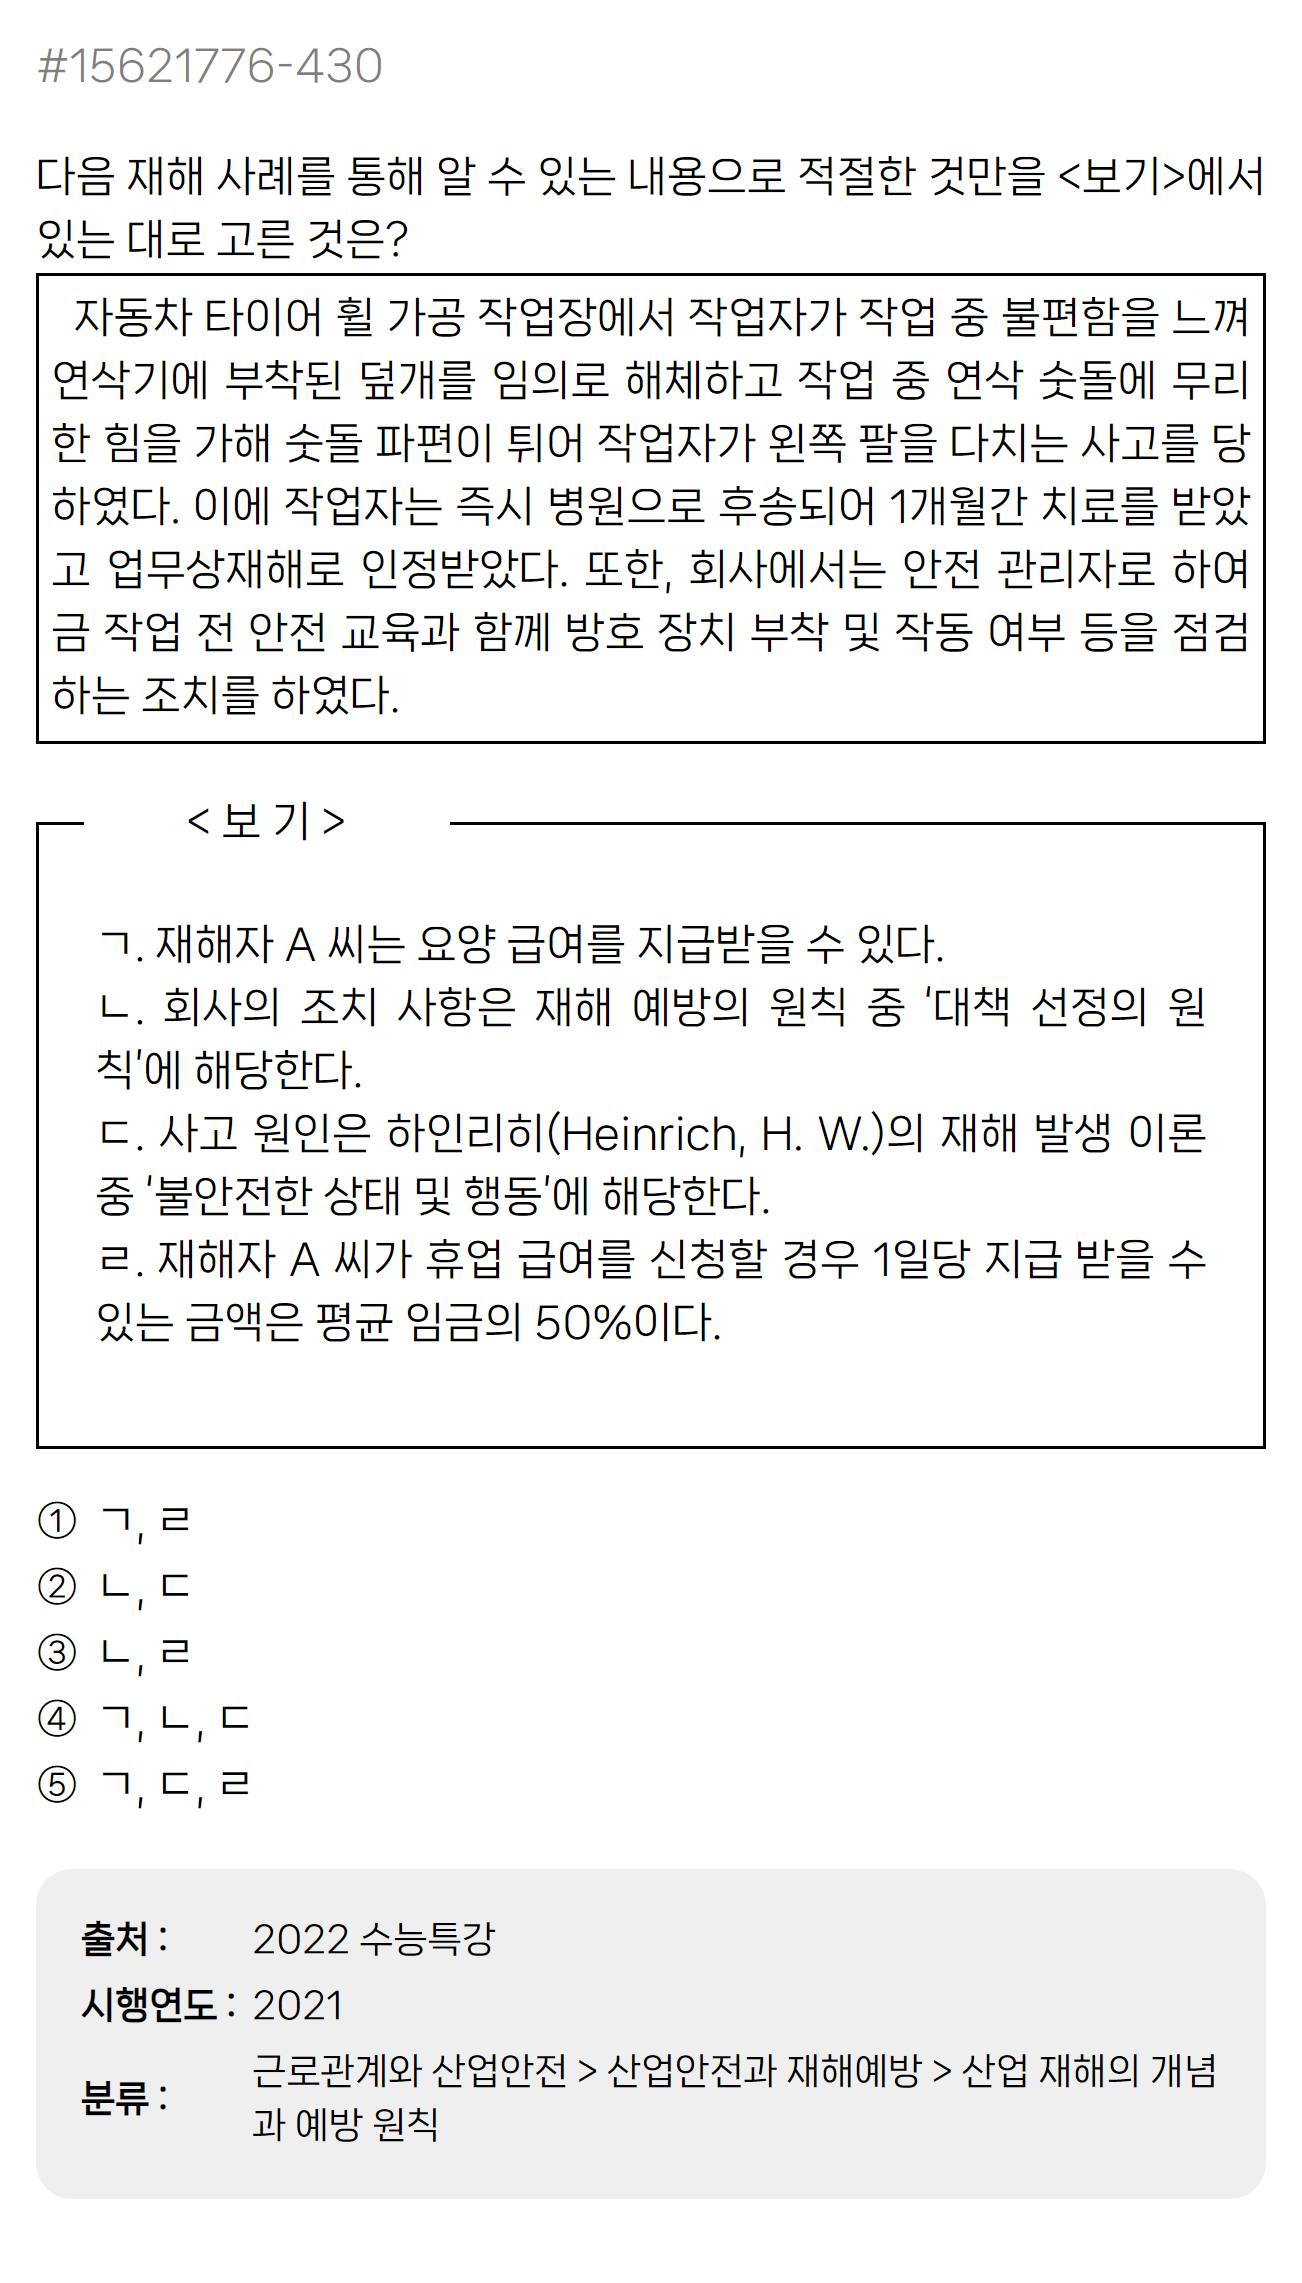 #15621776-430
다음 재해 사례를 통해 알 수 있는 내용으로 적절한 것만을 <보기>에서
있는 대로 고른 것은?
자동차 타이어 휠 가공 작업장에서 작업자가 작업 중 불편함을 느껴
연삭기에 부착된 덮개를 임의로 해체하고 작업 중 연삭 숫돌에 무리
한 힘을 가해 숫돌 파편이 튀어 작업자가 왼쪽 팔을 다치는 사고를 당
하였다. 이에 작업자는 즉시 병원으로 후송되어 1개월간 치료를 받았
고 업무상재해로 인정받았다. 또한, 회사에서는 안전 관리자로 하여
금 작업 전 안전 교육과 함께 방호 장치 부착 및 작동 여부 등을 점검
하는 조치를 하였다.
< 보 기 >
ㄱ. 재해자 A 씨는 요양 급여를 지급받을 수 있다.
ㄴ. 회사의 조치 사항은 재해 예방의 원칙 중 ‘대책 선정의 원
칙’에 해당한다.
ㄷ. 사고 원인은 하인리히(Heinrich, H. W.)의 재해 발생 이론
중 ‘불안전한 상태 및 행동’에 해당한다.
ㄹ. 재해자 A 씨가 휴업 급여를 신청할 경우 1일당 지급 받을 수
있는 금액은 평균 임금의 50%이다.
① ㄱ, ㄹ
② ㄴ, ㄷ
③ ㄴ, ㄹ
④ ㄱ, ㄴ, ㄷ
⑤ ㄱ, ㄷ, ㄹ
출처 : 2022 수능특강
시행연도 : 2021
분류 : 근로관계와 산업안전 > 산업안전과 재해예방 > 산업 재해의 개념
과 예방 원칙